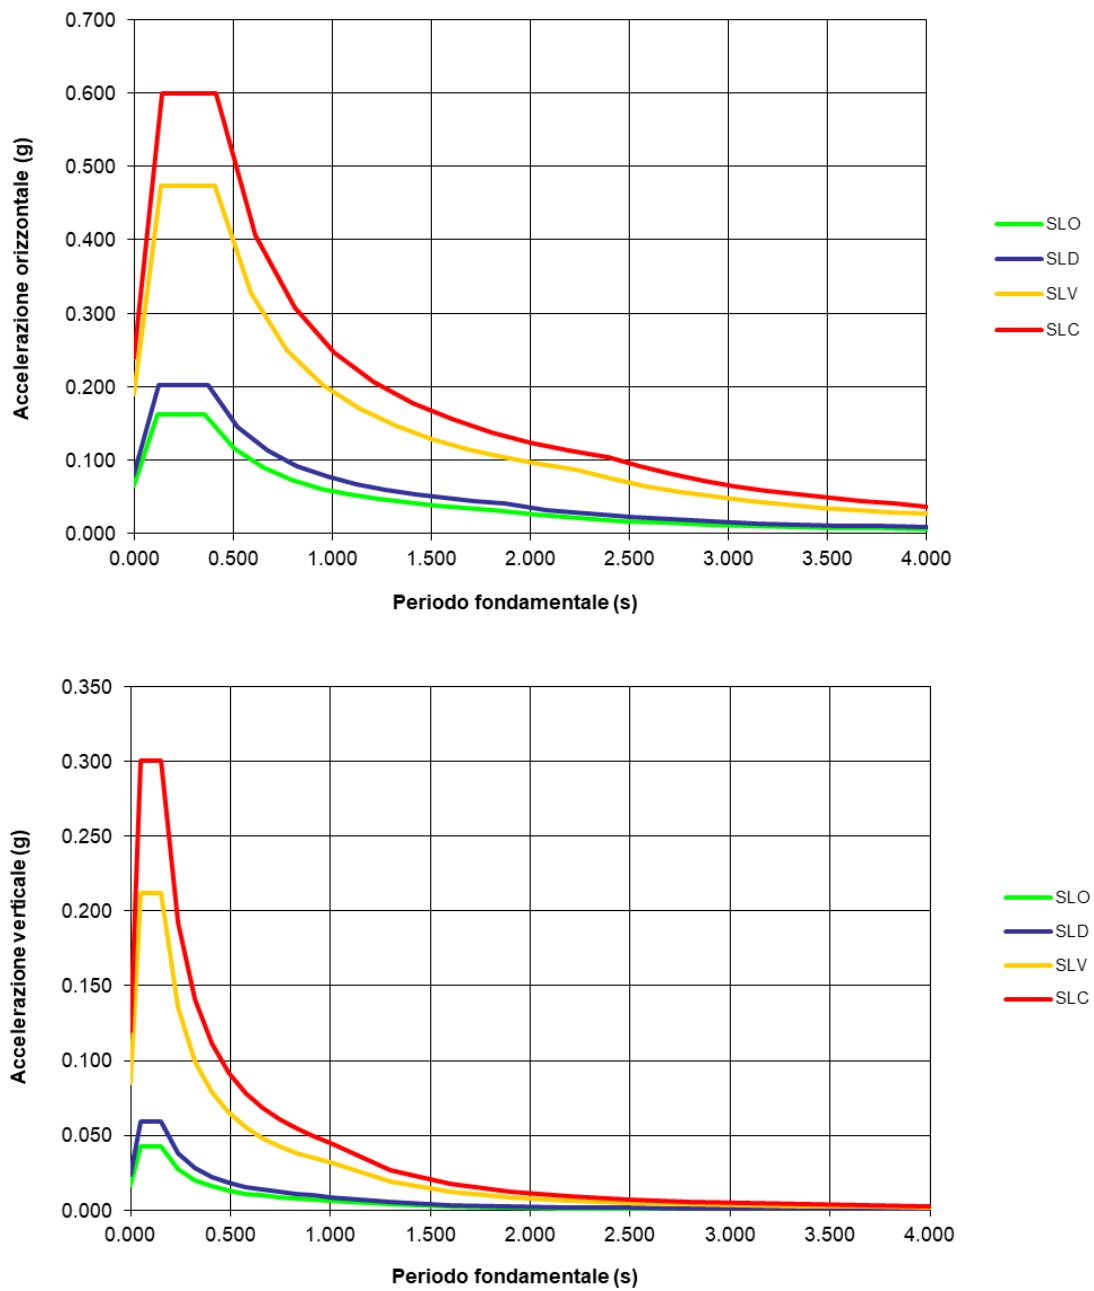 0.700
0.600
0.500
0.400
0.300
0.200
0.100
0.000
Accelerazione orizzontale (g)
0.000 0.500 1.000 1.500 2.000 2.500 3.000 3.500 4.000
Periodo fondamentale (s)
SLO
SLD
SLV
SLC
0.350
0.300
0.250
0.200
0.150
0.100
0.050
0.000
Accelerazione verticale (g)
0.000 0.500 1.000 1.500 2.000 2.500 3.000 3.500 4.000
Periodo fondamentale (s)
SLO
SLD
SLV
SLC